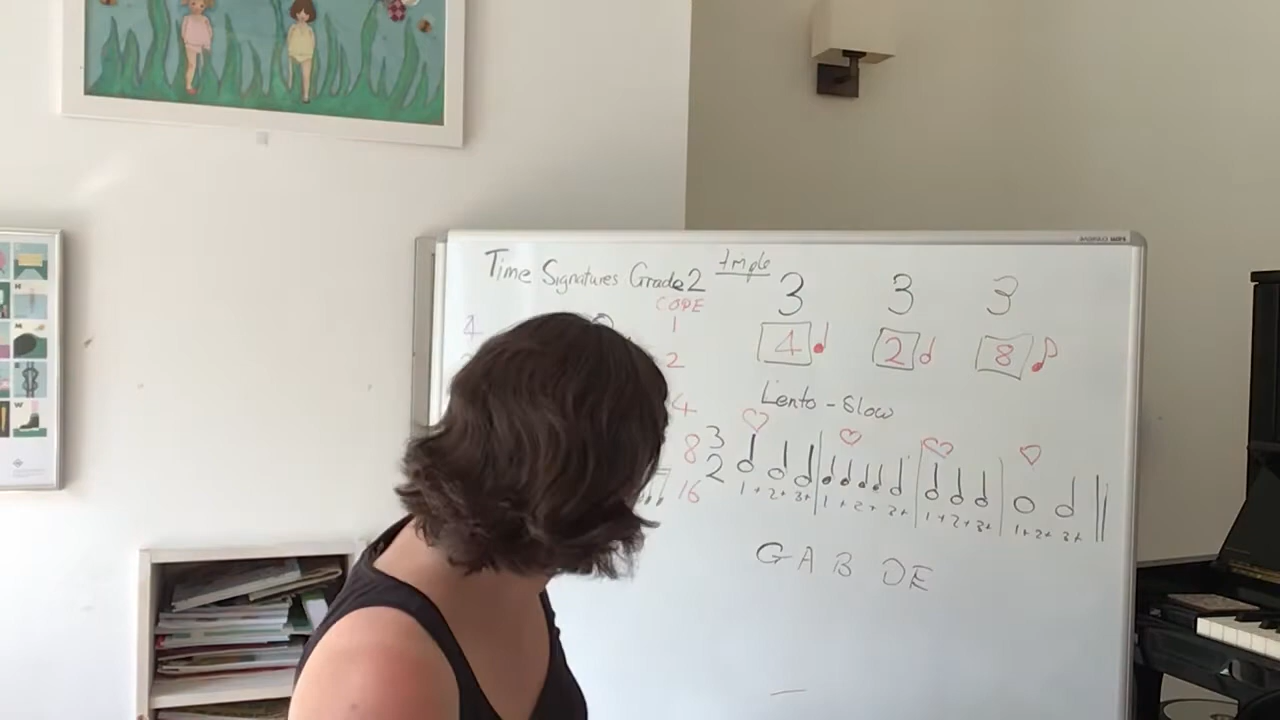 Time Signatures Grade 2 triple
3 3 3
CODE
4 1
4 2 8
2
4
Lento - Slow
8 3
16 2
1 + 2 + 3+ 1 + 2 + 3+ 1 + 2 + 3+ 1 + 2+ 3+
G A B D E